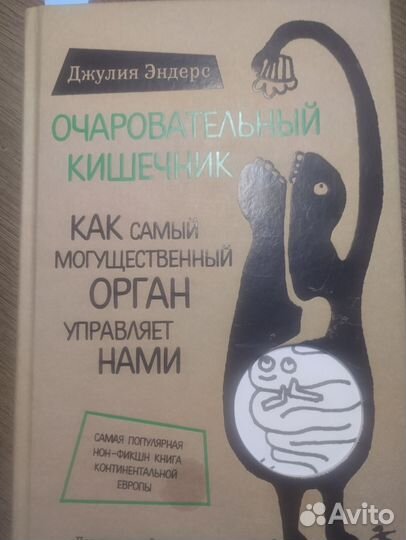 Джулия Эндерс
ОЧАРОВАТЕЛЬНЫЙ
КИШЕЧНИК
КАК САМЫЙ
МОГУЩЕСТВЕННЫЙ
ОРГАН
УПРАВЛЯЕТ
НАМИ
САМАЯ ПОПУЛЯРНАЯ
НОН-ФИКШН КНИГА
КОНТИНЕНТАЛЬНОЙ
ЕВРОПЫ
Avito